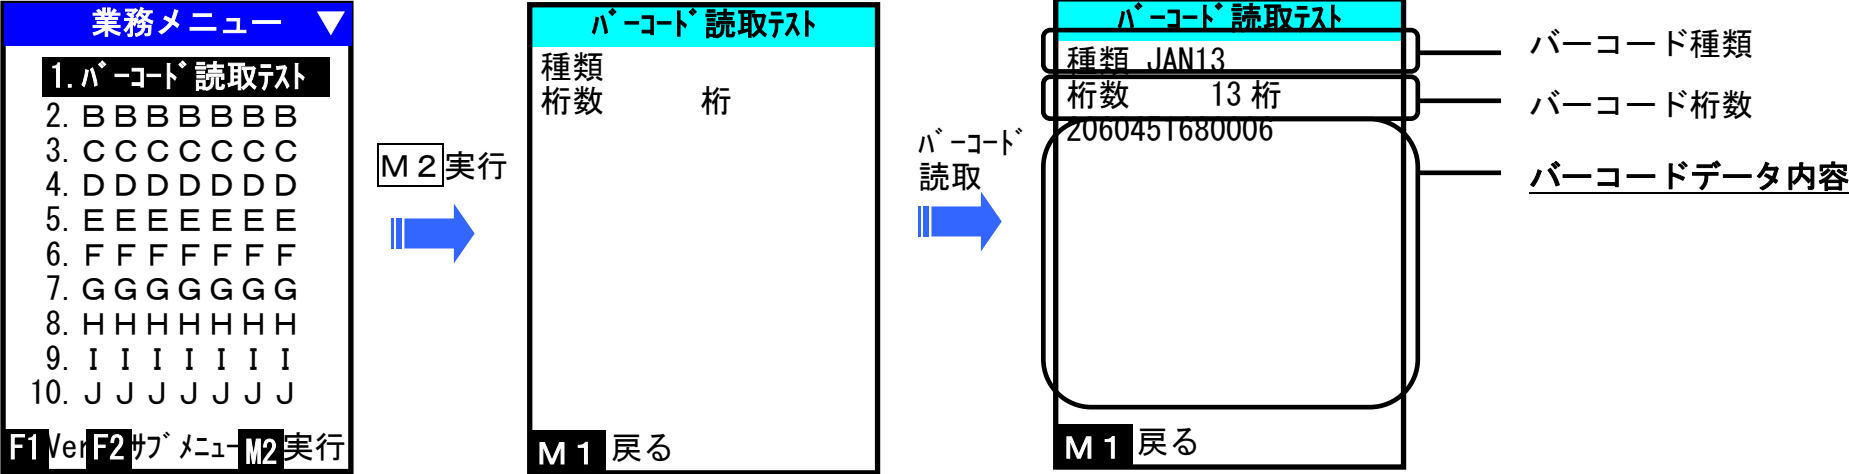 業務メニュー ▼
1. ﾊﾞｰｺｰﾄﾞ読取ﾃｽﾄ
2. ＢＢＢＢＢＢＢ
3. ＣＣＣＣＣＣＣ
4. ＤＤＤＤＤＤＤ
5. ＥＥＥＥＥＥＥ
6. ＦＦＦＦＦＦＦ
7. ＧＧＧＧＧＧＧ
8. ＨＨＨＨＨＨＨ
9. ＩＩＩＩＩＩＩ
10. ＪＪＪＪＪＪＪ
F1 Ver F2 ｻﾌﾞﾒﾆｭｰ M2 実行
Ｍ２実行
ﾊﾞｰｺｰﾄﾞ読取ﾃｽﾄ
種類
桁数 桁
Ｍ１ 戻る
ﾊﾞｰｺｰﾄﾞ
読取
ﾊﾞｰｺｰﾄﾞ読取ﾃｽﾄ
種類 JAN13
桁数 13 桁
2060451680006
Ｍ１ 戻る
バーコード種類
バーコード桁数
バーコードデータ内容